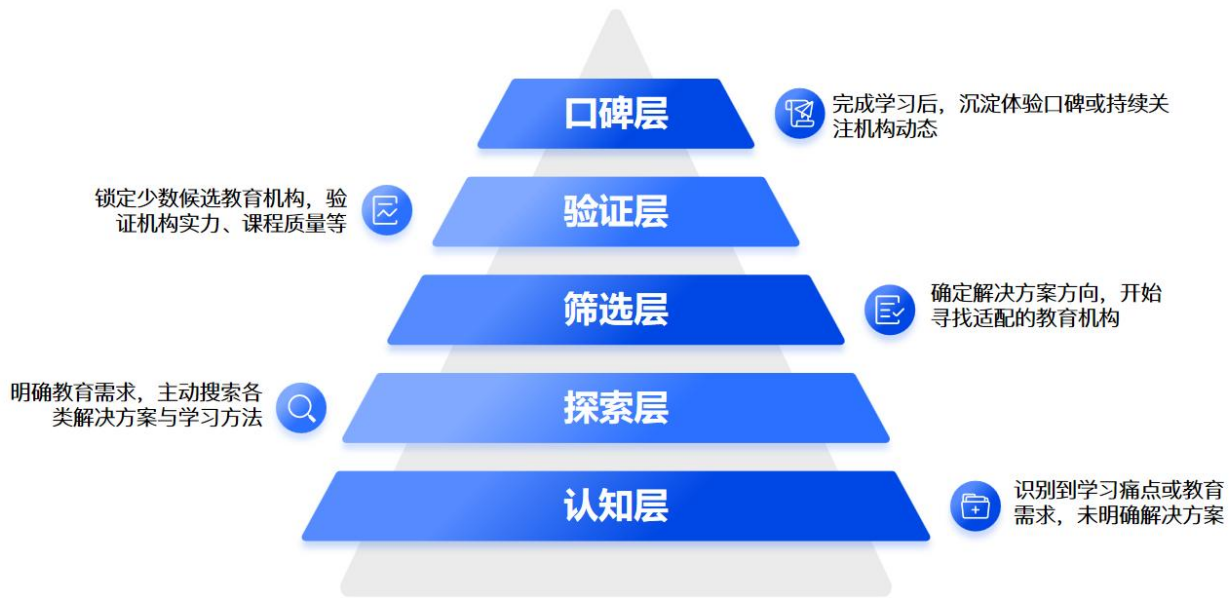 口碑层
完成学习后，沉淀体验口碑或持续关
注机构动态
锁定少数候选教育机构，验
证机构实力、课程质量等
验证层
筛选层
确定解决方案方向，开始
寻找适配的教育机构
明确教育需求，主动搜索各
类解决方案与学习方法
探索层
认知层
识别到学习痛点或教育
需求，未明确解决方案